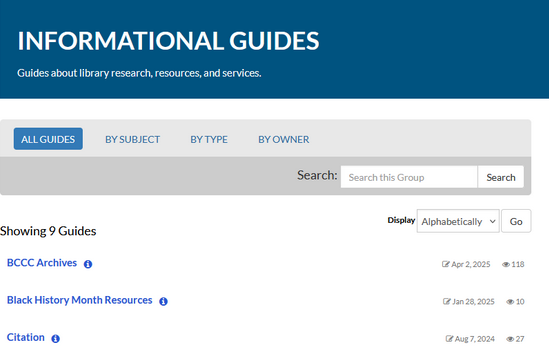 INFORMATIONAL GUIDES
Guides about library research, resources, and services.
ALL GUIDES BY SUBJECT BY TYPE BY OWNER
Search: Search this Group Search
Display Alphabetically Go
Showing 9 Guides
BCCC Archives Apr 2, 2025 118
Black History Month Resources Jan 28, 2025 10
Citation Aug 7, 2024 27